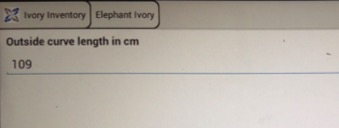 Ivory Inventory Elephant Ivory
Outside curve length in cm
109